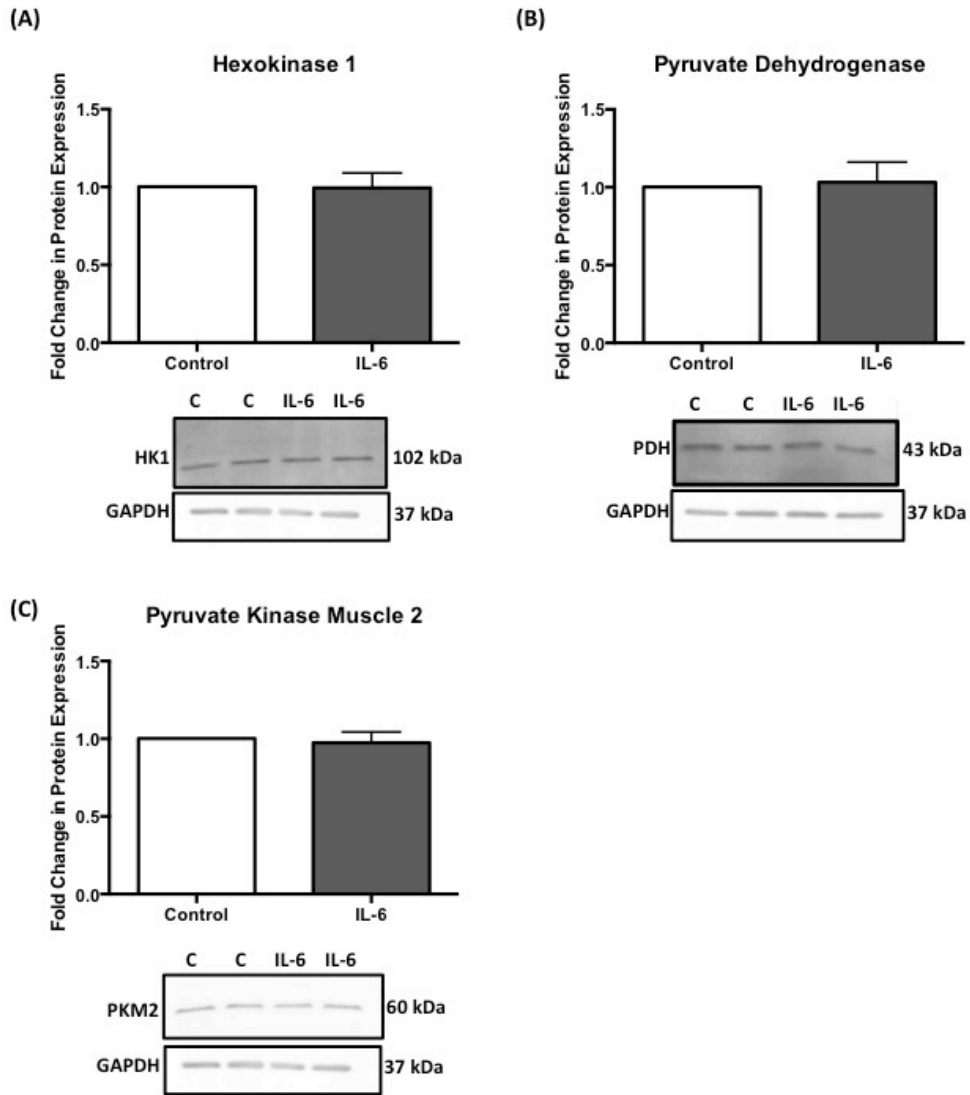 (A)
Hexokinase 1
Fold Change in Protein Expression
1.5
1.0
0.5
0.0
Control IL-6
C C IL-6 IL-6
HK1 102 kDa
GAPDH 37 kDa
(B)
Pyruvate Dehydrogenase
Fold Change in Protein Expression
1.5
1.0
0.5
0.0
Control IL-6
C C IL-6 IL-6
PDH 43 kDa
GAPDH 37 kDa
(C)
Pyruvate Kinase Muscle 2
Fold Change in Protein Expression
1.5
1.0
0.5
0.0
Control IL-6
C C IL-6 IL-6
PKM2 60 kDa
GAPDH 37 kDa